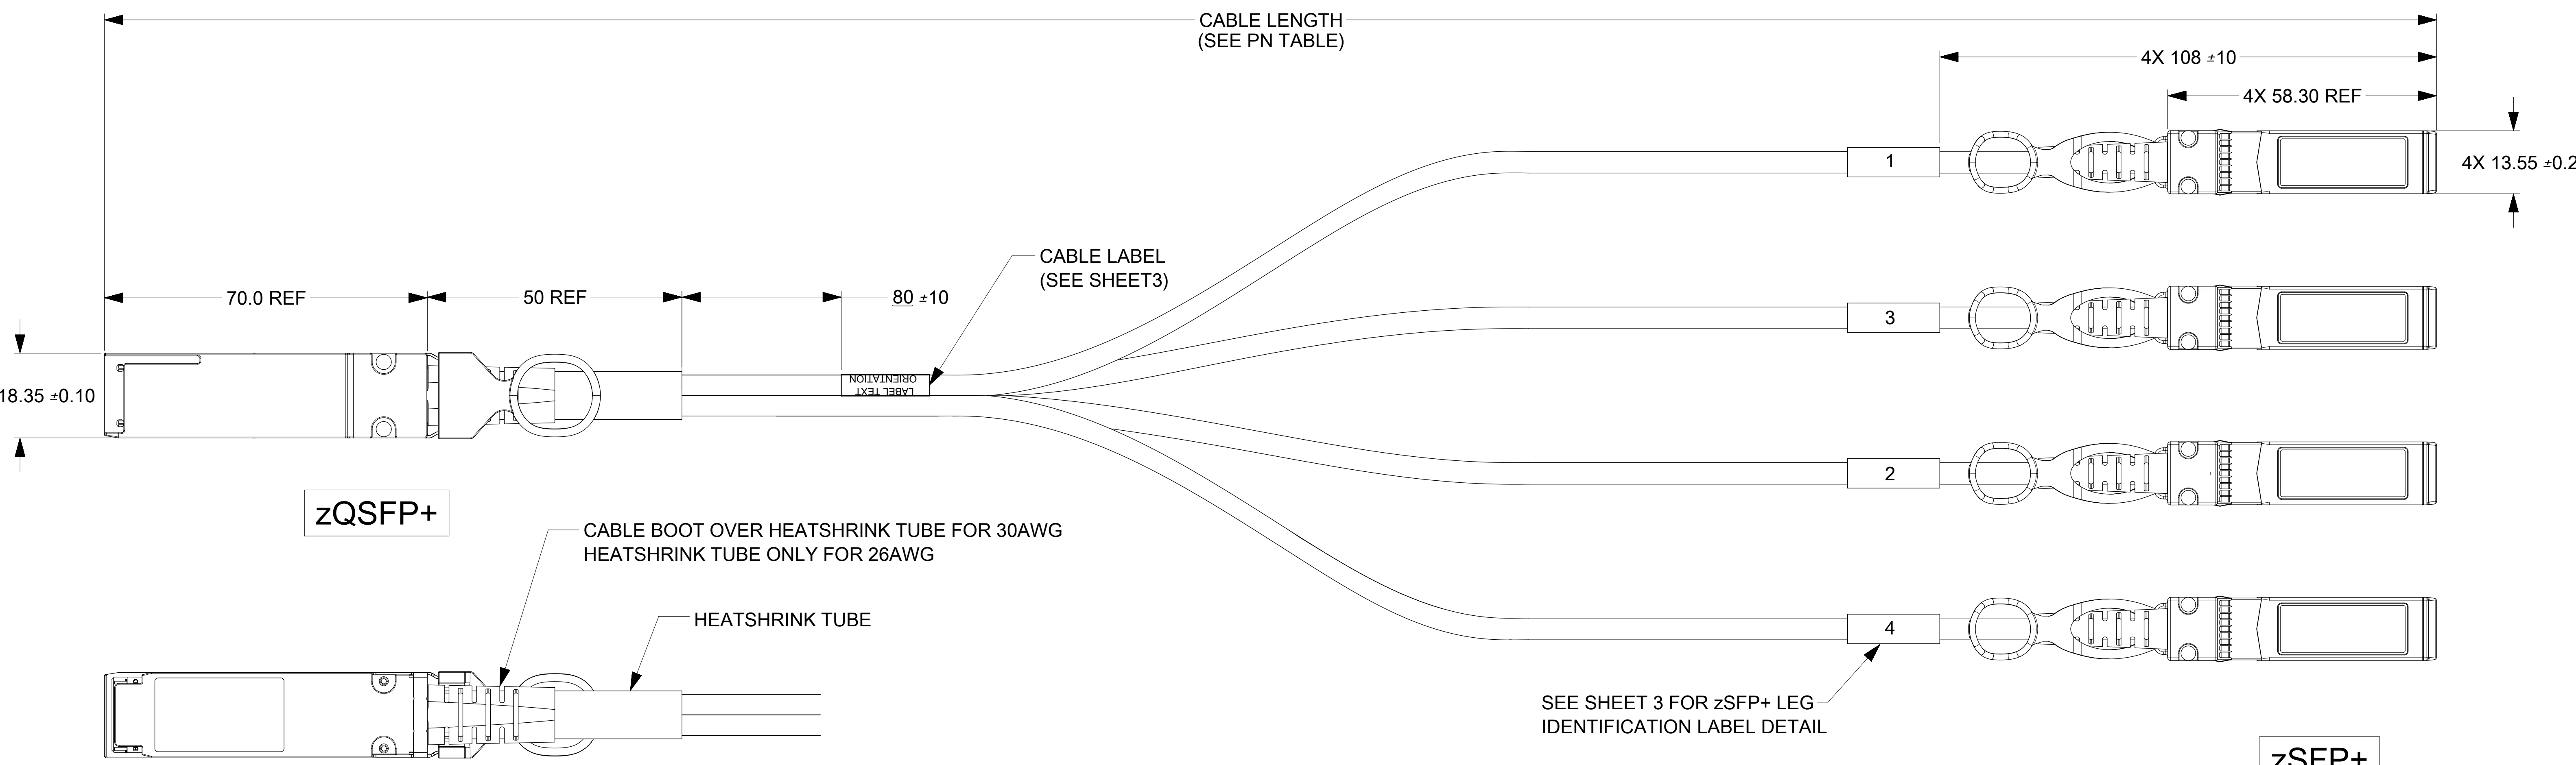 CABLE LENGTH
(SEE PN TABLE)
4X 108 ±10
4X 58.30 REF
1
4X 13.55 ±0.2
CABLE LABEL
(SEE SHEET3)
70.0 REF
50 REF
80 ±10
3
LABEL TEXT
ORIENTATION
18.35 ±0.10
2
zQSFP+
CABLE BOOT OVER HEATSHRINK TUBE FOR 30AWG
HEATSHRINK TUBE ONLY FOR 26AWG
HEATSHRINK TUBE
4
SEE SHEET 3 FOR zSFP+ LEG
IDENTIFICATION LABEL DETAIL
zSFP+